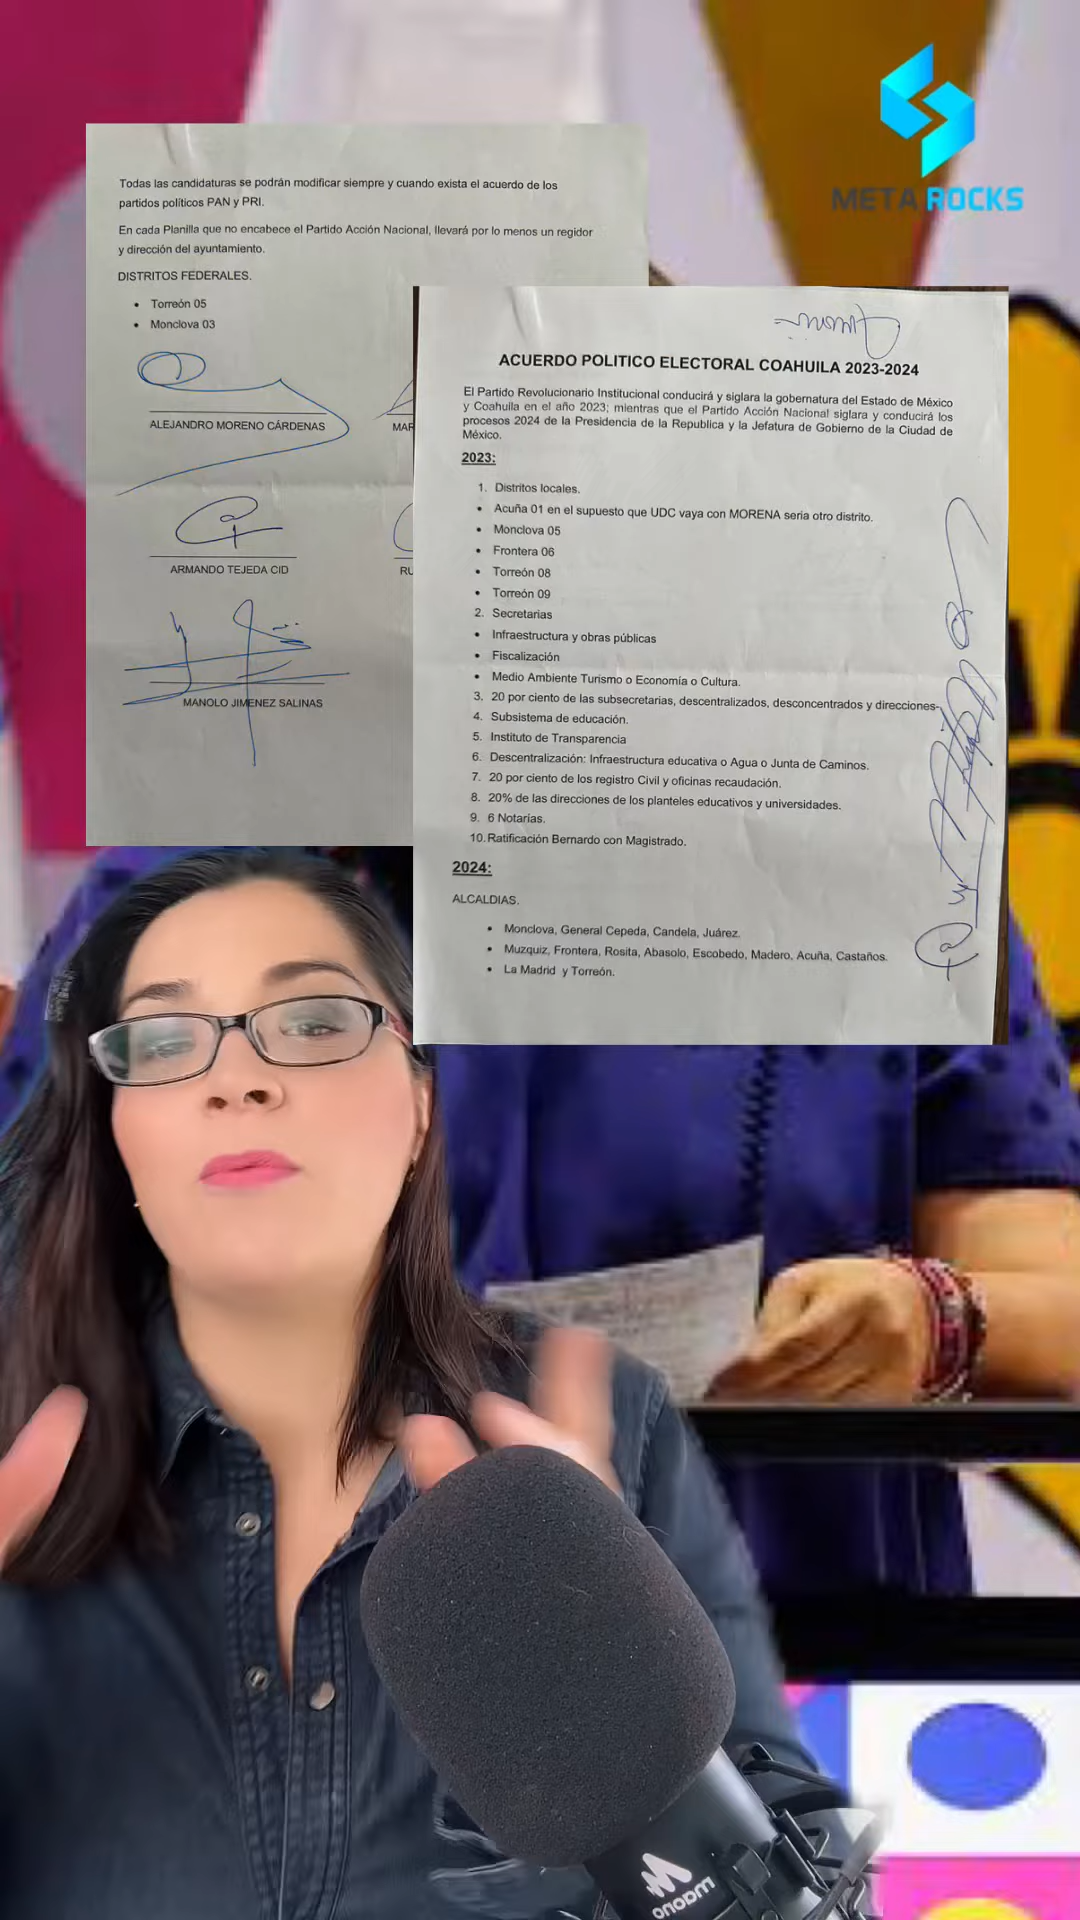 META ROCKS
Todas las candidaturas se podrán modificar siempre y cuando exista el acuerdo de los
partidos políticos PAN y PRI.
En cada Planilla que no encabece el Partido Acción Nacional, llevará por lo menos un regidor
y dirección del ayuntamiento.
DISTRITOS FEDERALES.
• Torreón 05
• Monclova 03
ALEJANDRO MORENO CÁRDENAS
MAR
ARMANDO TEJEDA CID
RU
MANOLO JIMENEZ SALINAS
ACUERDO POLITICO ELECTORAL COAHUILA 2023-2024
El Partido Revolucionario Institucional conducirá y siglara la gobernatura del Estado de México
y Coahuila en el año 2023; mientras que el Partido Acción Nacional siglara y conducirá los
procesos 2024 de la Presidencia de la Republica y la Jefatura de Gobierno de la Ciudad de
México.
2023:
1. Distritos locales.
• Acuña 01 en el supuesto que UDC vaya con MORENA seria otro distrito.
• Monclova 05
• Frontera 06
• Torreón 08
• Torreón 09
2. Secretarias
• Infraestructura y obras públicas
• Fiscalización
• Medio Ambiente Turismo o Economía o Cultura.
3. 20 por ciento de las subsecretarias, descentralizados, desconcentrados y direcciones
4. Subsistema de educación.
5. Instituto de Transparencia
6. Descentralización: Infraestructura educativa o Agua o Junta de Caminos.
7. 20 por ciento de los registro Civil y oficinas recaudación.
8. 20% de las direcciones de los planteles educativos y universidades.
9. 6 Notarias.
10. Ratificación Bernardo con Magistrado.
2024:
ALCALDIAS.
• Monclova, General Cepeda, Candela, Juárez.
• Muzquiz, Frontera, Rosita, Abasolo, Escobedo, Madero, Acuña, Castaños.
• La Madrid y Torreón.
maono